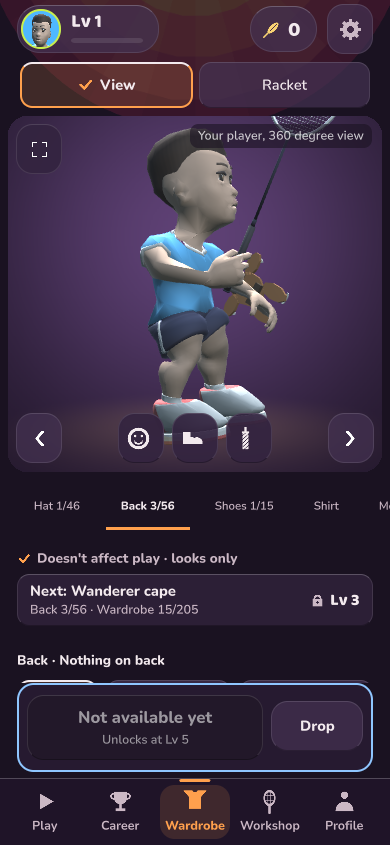 Lv 1
0
View
Racket
Your player, 360 degree view
Hat 1/46
Back 3/56
Shoes 1/15
Shirt
Doesn't affect play · looks only
Next: Wanderer cape
Back 3/56 · Wardrobe 15/205
Lv 3
Back · Nothing on back
Not available yet
Unlocks at Lv 5
Drop
Play
Career
Wardrobe
Workshop
Profile